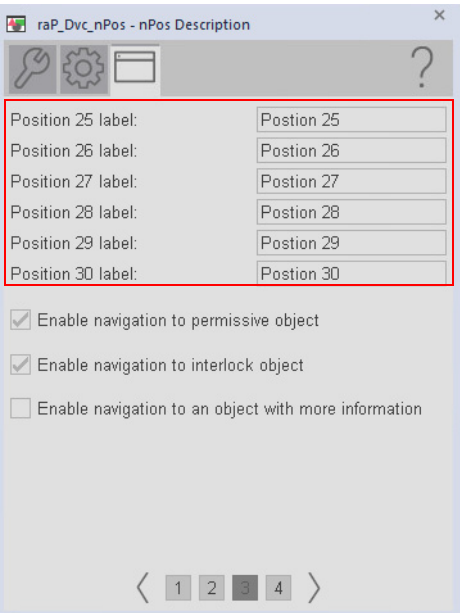 raP_Dvc_nPos - nPos Description
Position 25 label: Postion 25
Position 26 label: Postion 26
Position 27 label: Postion 27
Position 28 label: Postion 28
Position 29 label: Postion 29
Position 30 label: Postion 30
Enable navigation to permissive object
Enable navigation to interlock object
Enable navigation to an object with more information
1 2 3 4